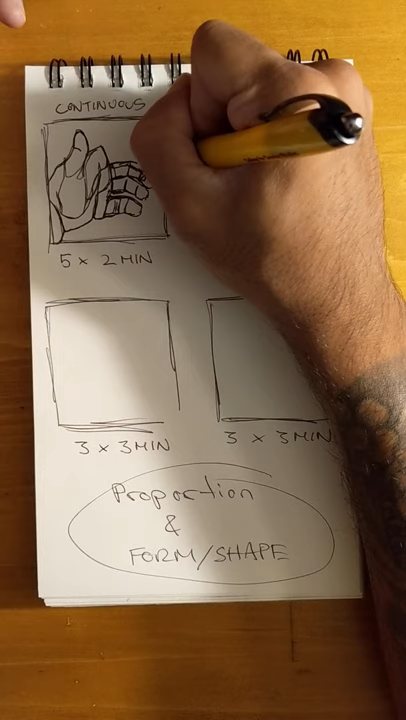 CONTINUOUS
5 x 2 MIN
3 x 3 MIN
3 x 3 MIN
Proportion
&
FORM/SHAPE